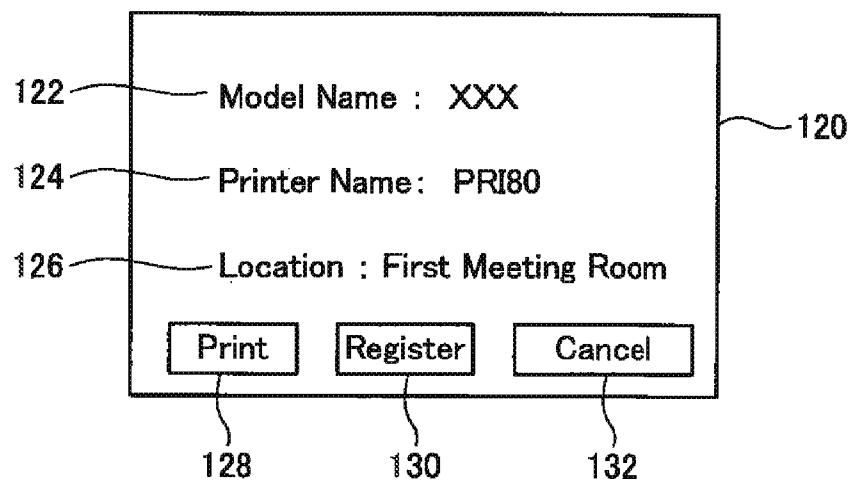 122 Model Name : XXX
120
124 Printer Name: PRI80
126 Location : First Meeting Room
Print Register Cancel
128 130 132